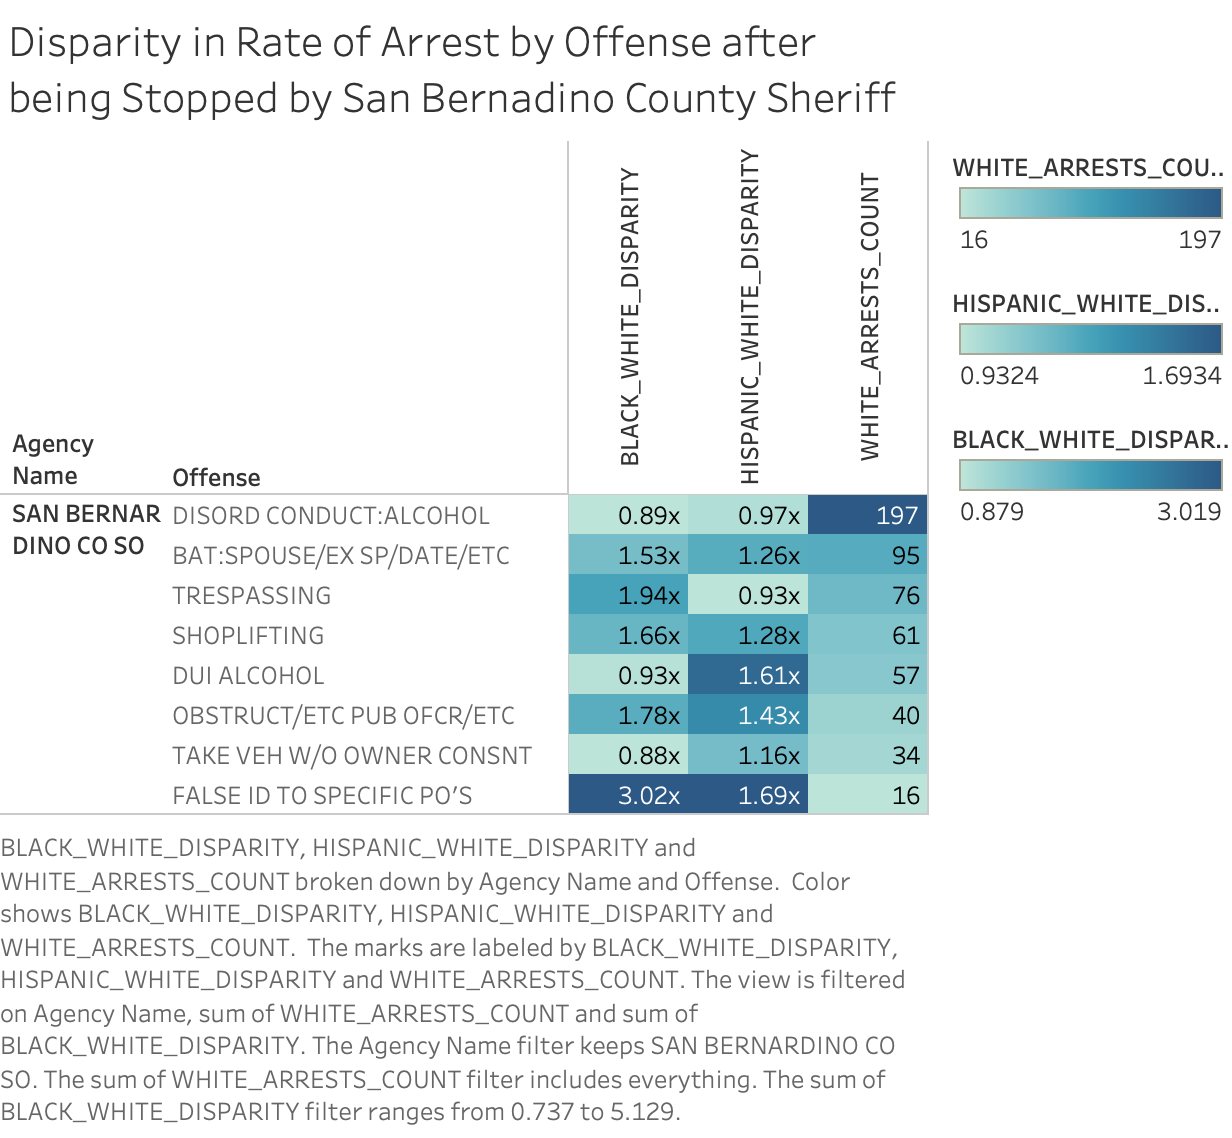 Disparity in Rate of Arrest by Offense after
being Stopped by San Bernadino County Sheriff
BLACK_WHITE_DISPARITY
HISPANIC_WHITE_DISPARITY
WHITE_ARRESTS_COUNT
Agency
Name
Offense
SAN BERNAR
DINO CO SO
DISORD CONDUCT:ALCOHOL 0.89x 0.97x 197
BAT:SPOUSE/EX SP/DATE/ETC 1.53x 1.26x 95
TRESPASSING 1.94x 0.93x 76
SHOPLIFTING 1.66x 1.28x 61
DUI ALCOHOL 0.93x 1.61x 57
OBSTRUCT/ETC PUB OFCR/ETC 1.78x 1.43x 40
TAKE VEH W/O OWNER CONSNT 0.88x 1.16x 34
FALSE ID TO SPECIFIC PO'S 3.02x 1.69x 16
WHITE_ARRESTS_COU..
16 197
HISPANIC_WHITE_DIS..
0.9324 1.6934
BLACK_WHITE_DISPAR..
0.879 3.019
BLACK_WHITE_DISPARITY, HISPANIC_WHITE_DISPARITY and
WHITE_ARRESTS_COUNT broken down by Agency Name and Offense.  Color
shows BLACK_WHITE_DISPARITY, HISPANIC_WHITE_DISPARITY and
WHITE_ARRESTS_COUNT.  The marks are labeled by BLACK_WHITE_DISPARITY,
HISPANIC_WHITE_DISPARITY and WHITE_ARRESTS_COUNT. The view is filtered
on Agency Name, sum of WHITE_ARRESTS_COUNT and sum of
BLACK_WHITE_DISPARITY. The Agency Name filter keeps SAN BERNARDINO CO
SO. The sum of WHITE_ARRESTS_COUNT filter includes everything. The sum of
BLACK_WHITE_DISPARITY filter ranges from 0.737 to 5.129.